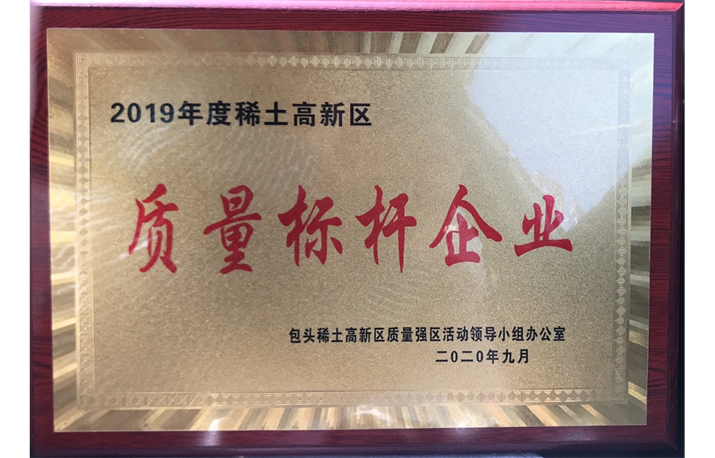 2019年度稀土高新区
质量标杆企业
包头稀土高新区质量强区活动领导小组办公室
二〇二〇年九月